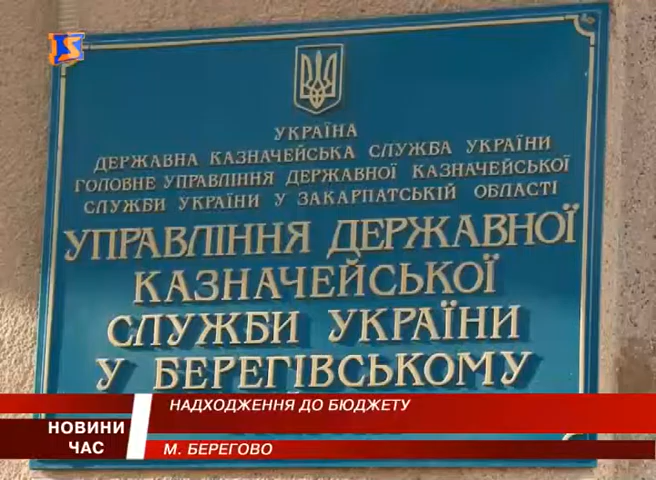 УКРАЇНА
ДЕРЖАВНА КАЗНАЧЕЙСЬКА СЛУЖБА УКРАЇНИ
ГОЛОВНЕ УПРАВЛІННЯ ДЕРЖАВНОЇ КАЗНАЧЕЙСЬКОЇ
СЛУЖБИ УКРАЇНИ У ЗАКАРПАТСЬКІЙ ОБЛАСТІ
УПРАВЛІННЯ ДЕРЖАВНОЇ
КАЗНАЧЕЙСЬКОЇ
СЛУЖБИ УКРАЇНИ
У БЕРЕГІВСЬКОМУ
НАДХОДЖЕННЯ ДО БЮДЖЕТУ
НОВИНИ
ЧАС
М. БЕРЕГОВО